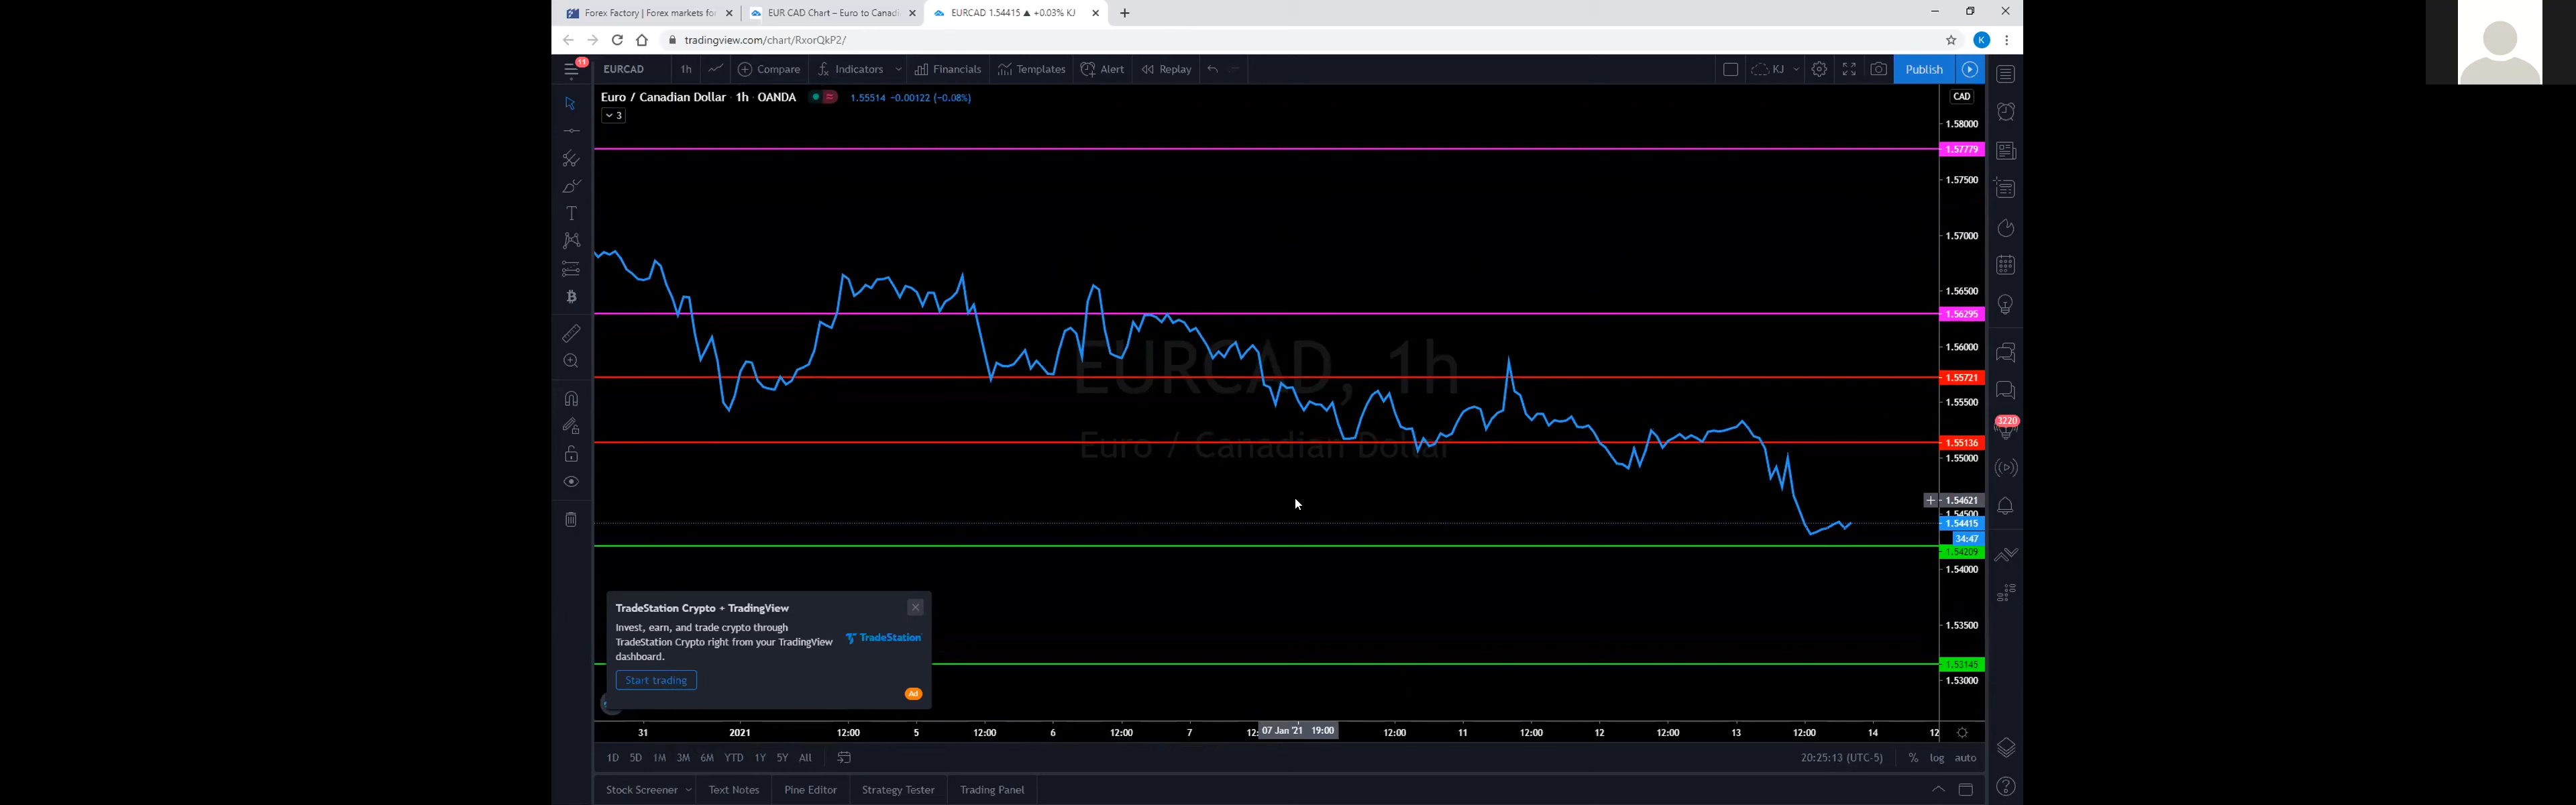 Forex Factory | Forex markets for
EUR CAD Chart – Euro to Canadi
EURCAD 1.54415 ▲ +0.03% KJ
tradingview.com/chart/RxorQkP2/
K
11
EURCAD 1h Compare Indicators Financials Templates Alert Replay KJ Publish
Euro / Canadian Dollar · 1h · OANDA 1.55514 −0.00122 (−0.08%)
3
CAD
1.58000
1.57779
1.57500
1.57000
1.56500
1.56295
1.56000
1.55721
1.55500
1.55136
1.55000
1.54621
1.54500
1.54415
34:47
1.54209
1.54000
1.53500
1.53145
1.53000
EURCAD, 1h
Euro / Canadian Dollar
3220
TradeStation Crypto + TradingView
Invest, earn, and trade crypto through
TradeStation Crypto right from your TradingView
dashboard.
TradeStation
Start trading
Ad
31 2021 12:00 5 12:00 6 12:00 7 12: 07 Jan '21 19:00 12:00 11 12:00 12 12:00 13 12:00 14 12
1D 5D 1M 3M 6M YTD 1Y 5Y All 20:25:13 (UTC-5) % log auto
Stock Screener Text Notes Pine Editor Strategy Tester Trading Panel